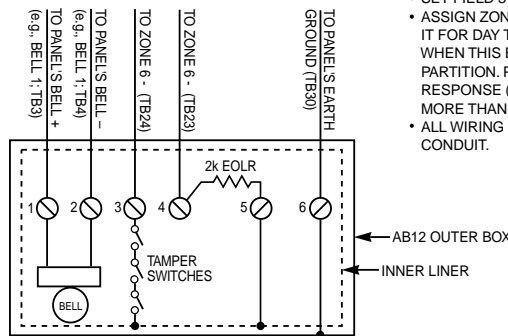 TO PANEL'S BELL +
(e.g., BELL 1; TB3)
TO PANEL'S BELL –
(e.g., BELL 1; TB4)
TO ZONE 6 - (TB24)
TO ZONE 6 - (TB23)
TO PANEL'S EARTH
GROUND (TB30)
• ASSIGN ZON
IT FOR DAY T
WHEN THIS
PARTITION.
RESPONSE (
MORE THAN
• ALL WIRING
CONDUIT.
2k EOLR
1
2
3
4
5
6
TAMPER
SWITCHES
BELL
AB12 OUTER BOX
INNER LINER